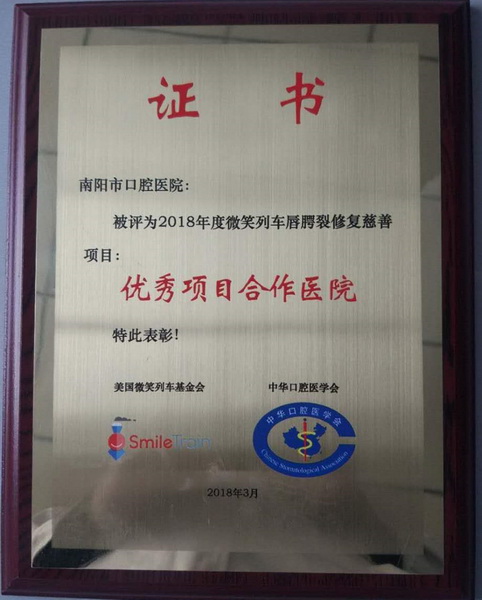 证 书
南阳市口腔医院：
被评为2018年度微笑列车唇腭裂修复慈善
项目：
优秀项目合作医院
特此表彰！
美国微笑列车基金会 中华口腔医学会
SmileTrain
中华口腔医学会
Chinese Stomatological Association
2018年3月